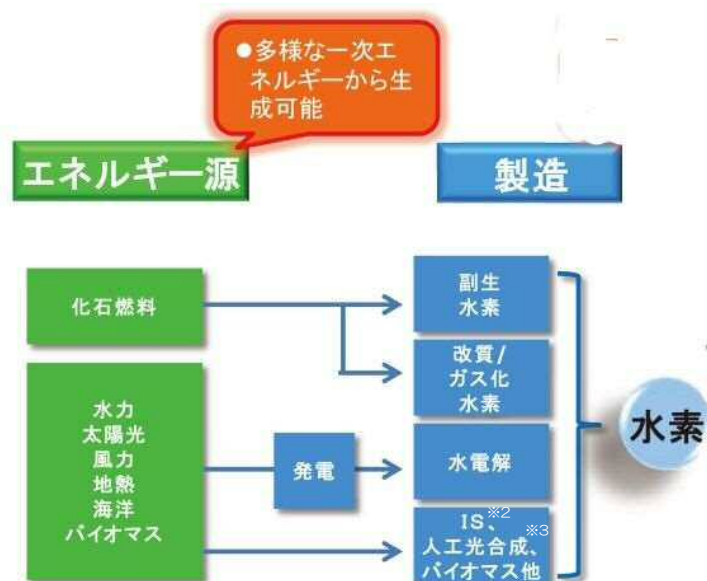 ●多様な一次エ
ネルギーから生
成可能
エネルギー源
製造
化石燃料
副生
水素
改質/
ガス化
水素
水力
太陽光
風力
地熱
海洋
バイオマス
発電
水電解
IS、※2
人工光合成、※3
バイオマス他
水素